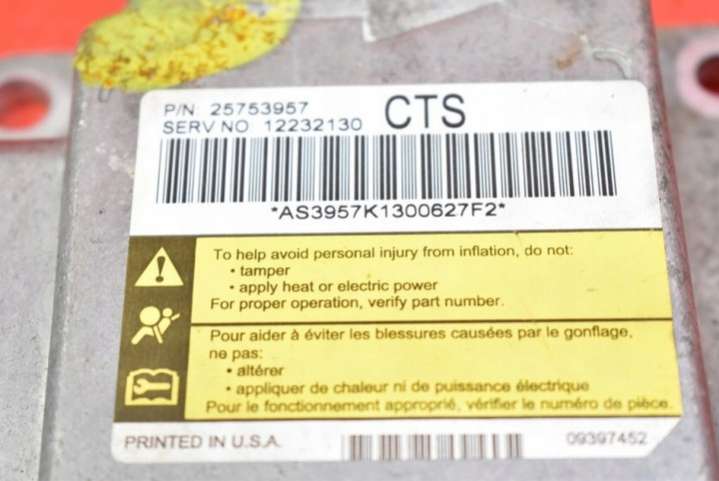 P/N 25753957 CTS
SERV NO 12232130
*AS3957K1300627F2*
To help avoid personal injury from inflation, do not:
• tamper
• apply heat or electric power
For proper operation, verify part number.
Pour aider à éviter les blessures causées par le gonflage,
ne pas:
• altérer
• appliquer de chaleur ni de puissance électrique
Pour le fonctionnement approprié, vérifier le numéro de pièce.
PRINTED IN U.S.A. 09397452